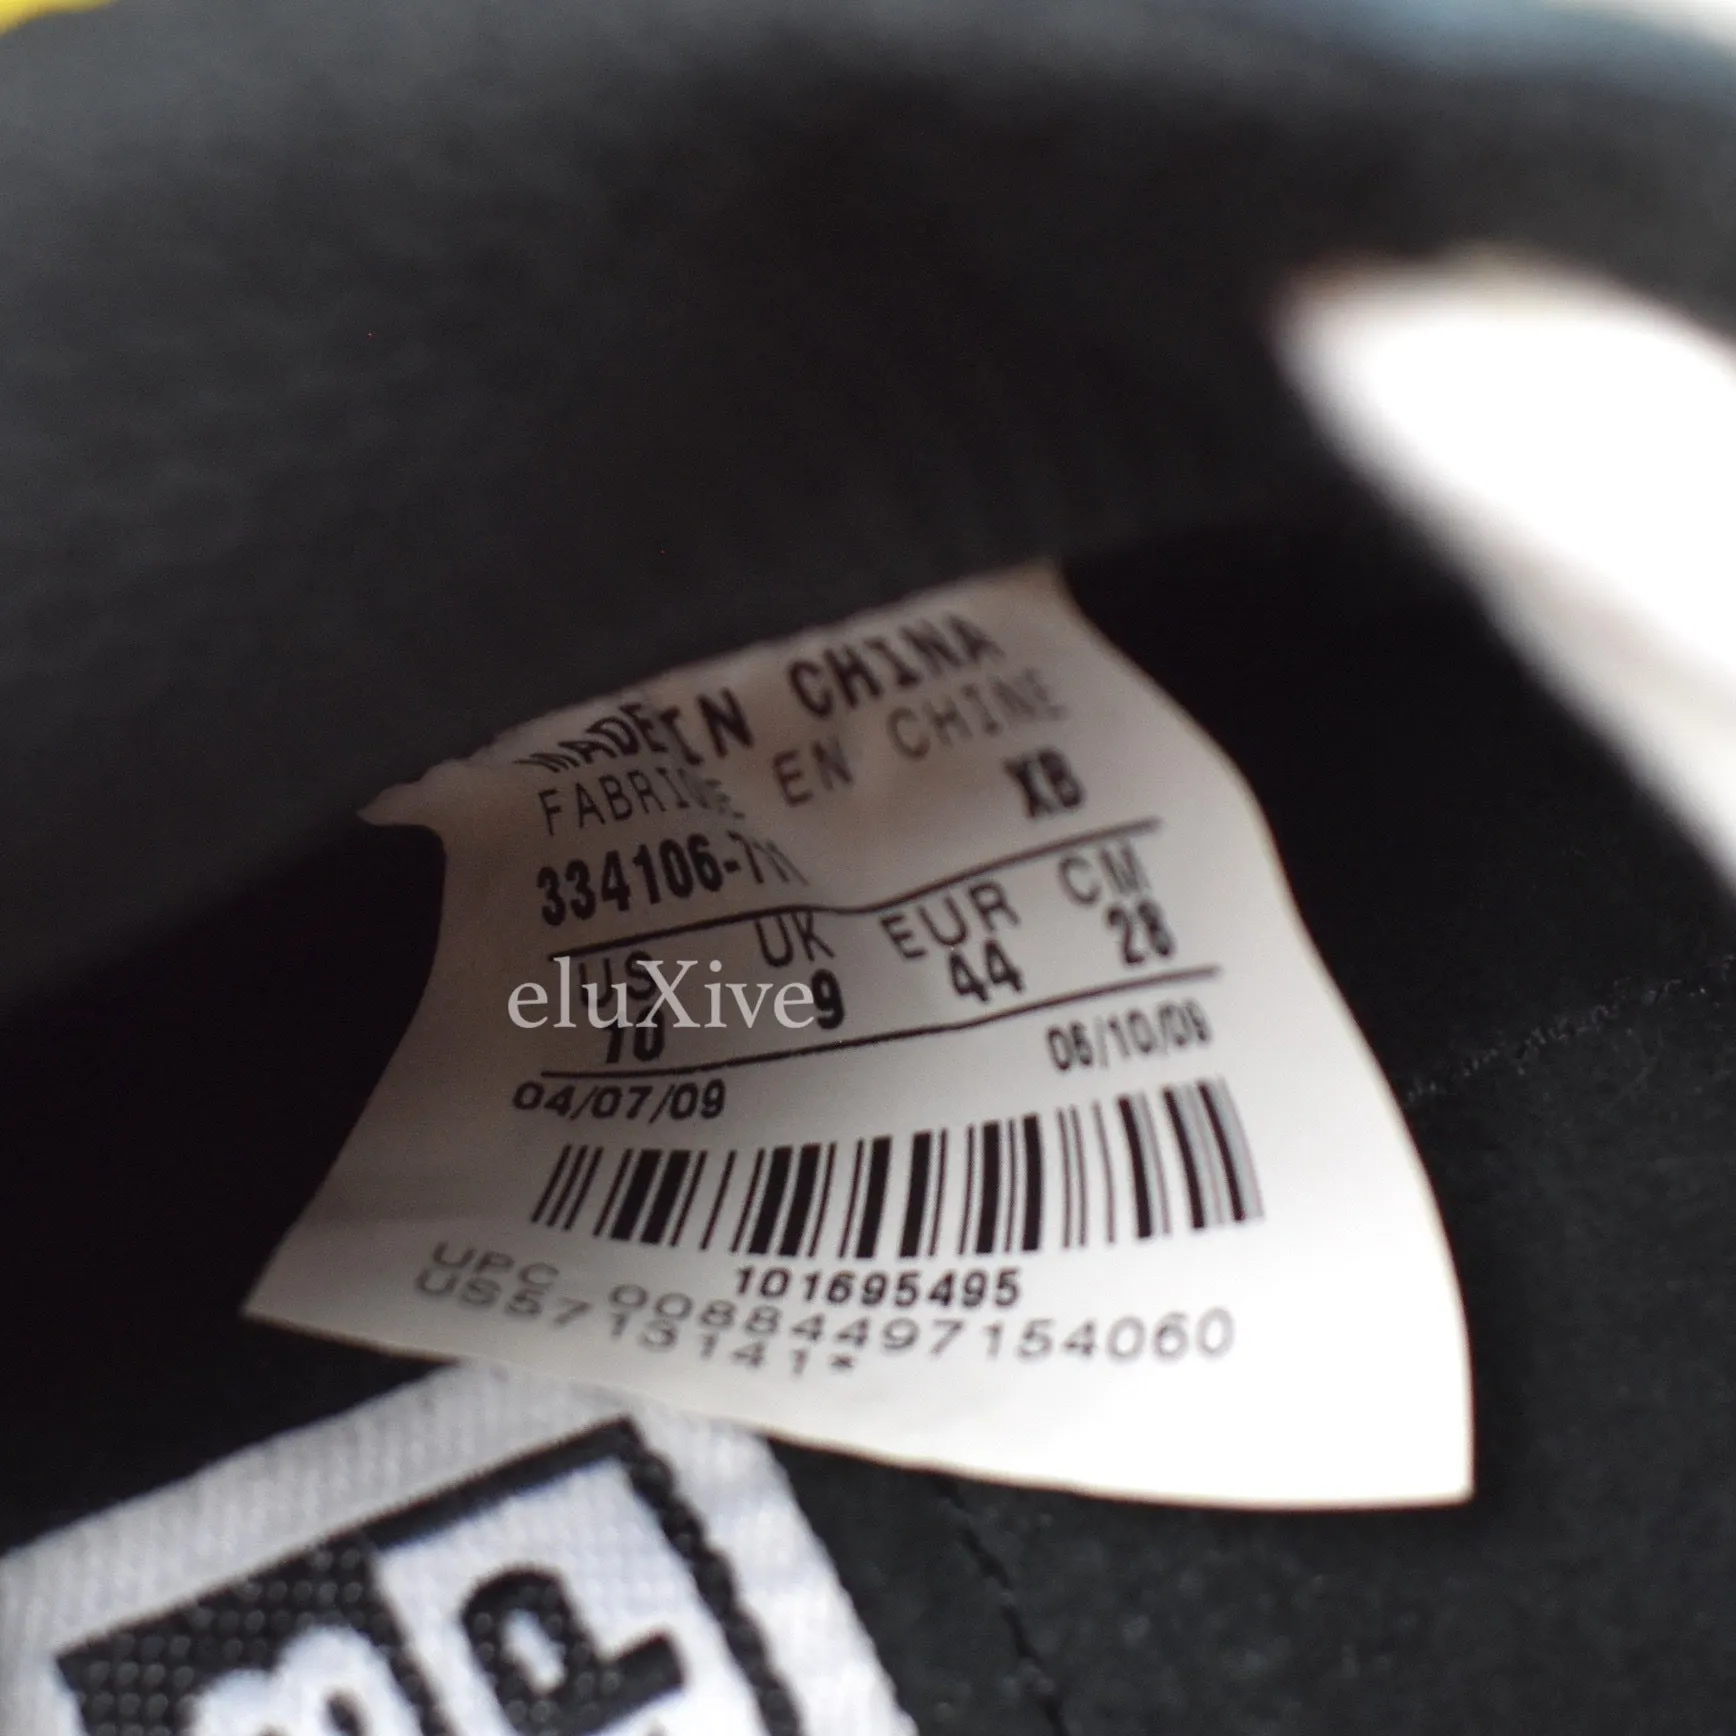 MADE IN CHINA
FABRIQUE EN CHINE
XB
334106-
US UK EUR CM
10 9 44 28
eluXive
04/07/09 06/10/09
101695495
UPC 00884497154060
US5713141*